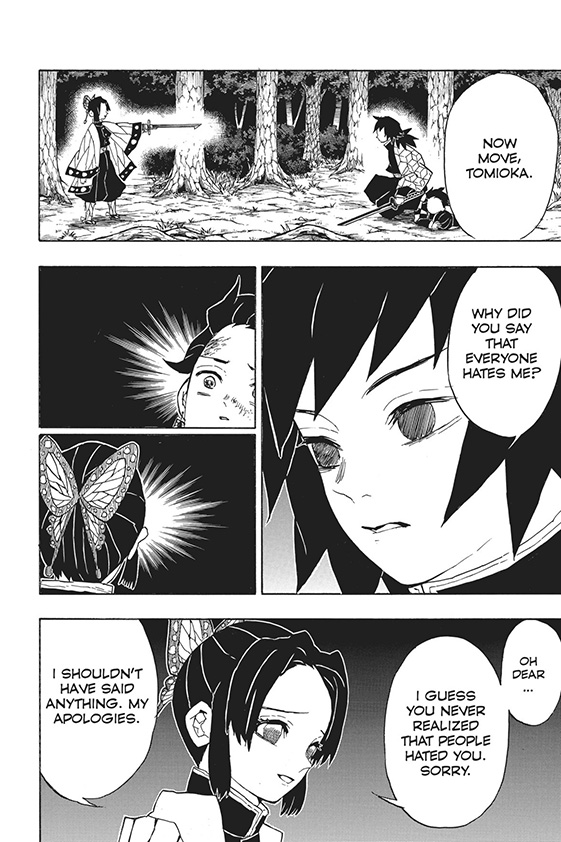 NOW
MOVE,
TOMIOKA.
WHY DID
YOU SAY
THAT
EVERYONE
HATES ME?
OH
DEAR
...
I GUESS
YOU NEVER
REALIZED
THAT PEOPLE
HATED YOU.
SORRY.
I SHOULDN'T
HAVE SAID
ANYTHING. MY
APOLOGIES.